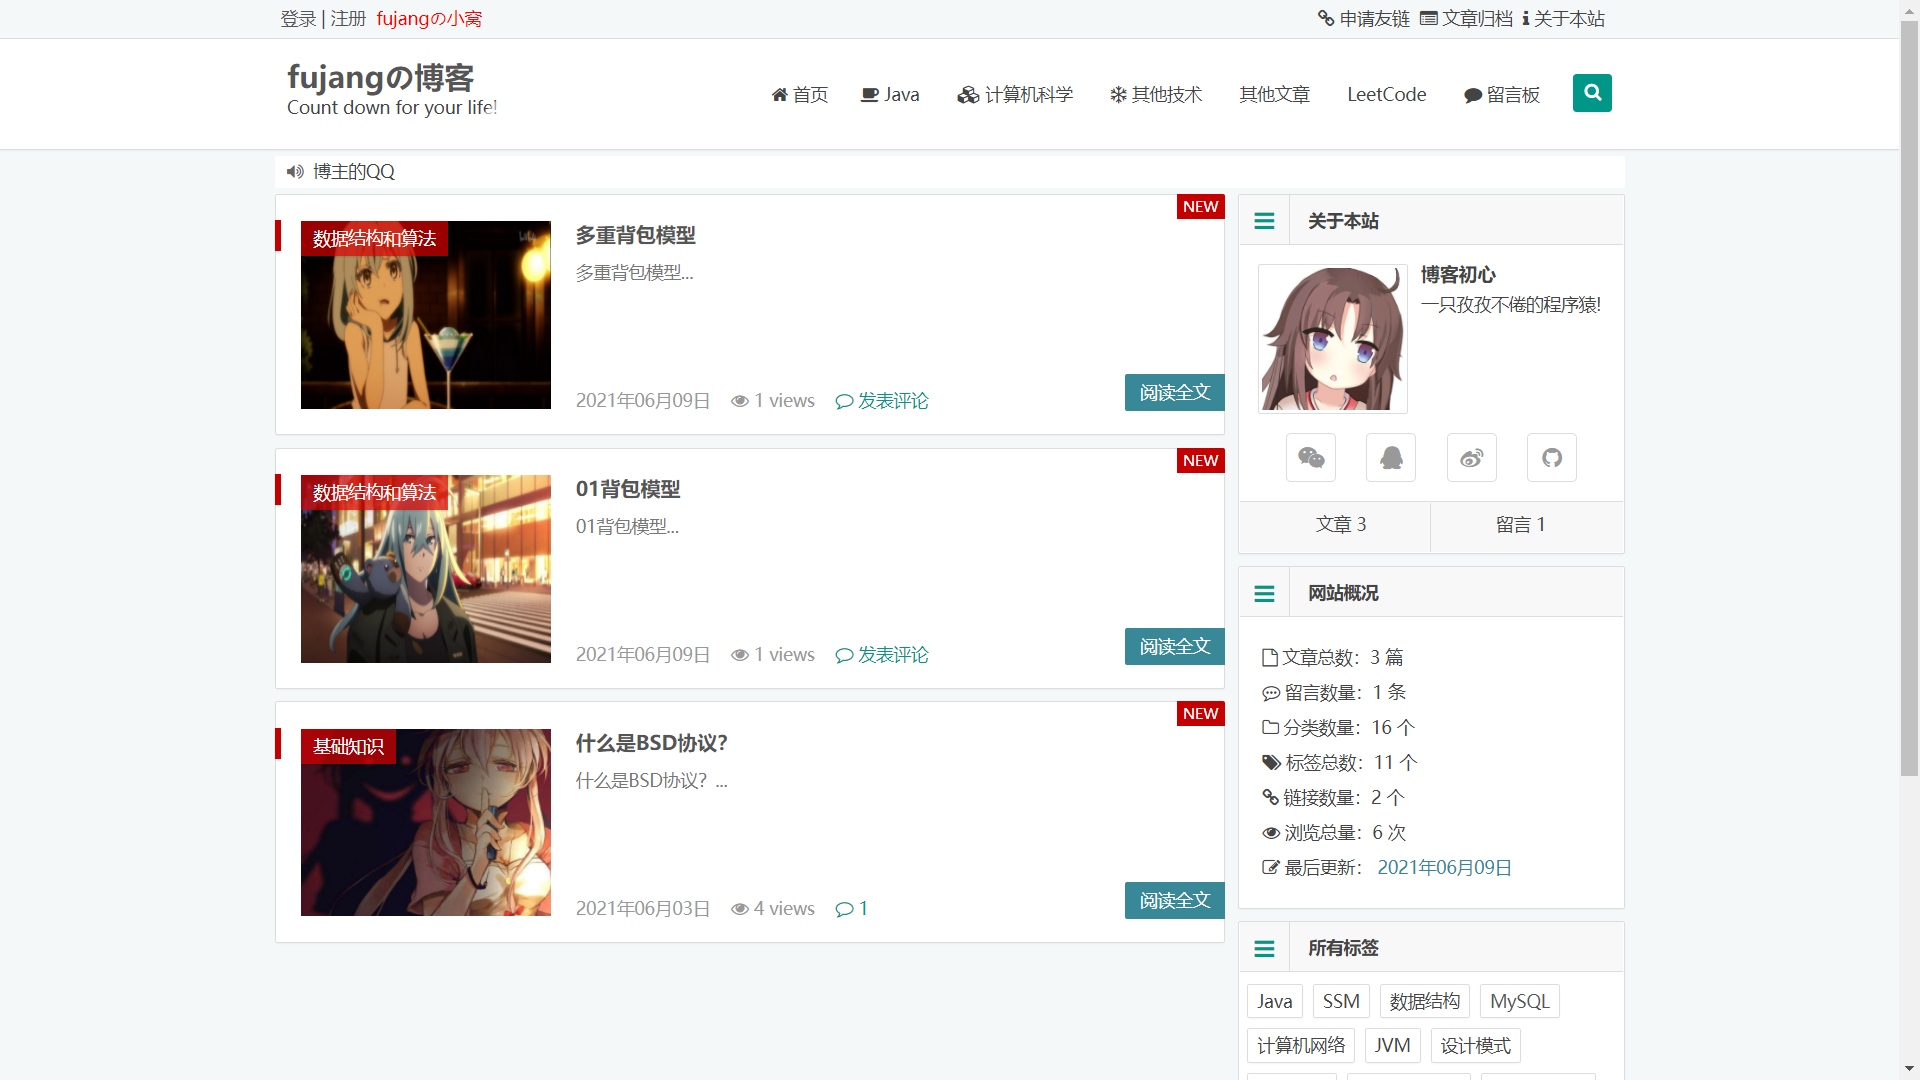 登录 | 注册 fujangの小窝
申请友链 文章归档 关于本站
fujangの博客
Count down for your life!
首页 Java 计算机科学 其他技术 其他文章 LeetCode 留言板
博主的QQ
NEW
数据结构和算法
多重背包模型
多重背包模型...
2021年06月09日 1 views 发表评论
阅读全文
NEW
数据结构和算法
01背包模型
01背包模型...
2021年06月09日 1 views 发表评论
阅读全文
NEW
基础知识
什么是BSD协议?
什么是BSD协议? ...
2021年06月03日 4 views 1
阅读全文
关于本站
博客初心
一只孜孜不倦的程序猿!
文章 3
留言 1
网站概况
文章总数：3 篇
留言数量：1 条
分类数量：16 个
标签总数：11 个
链接数量：2 个
浏览总量：6 次
最后更新： 2021年06月09日
所有标签
Java SSM 数据结构 MySQL
计算机网络 JVM 设计模式